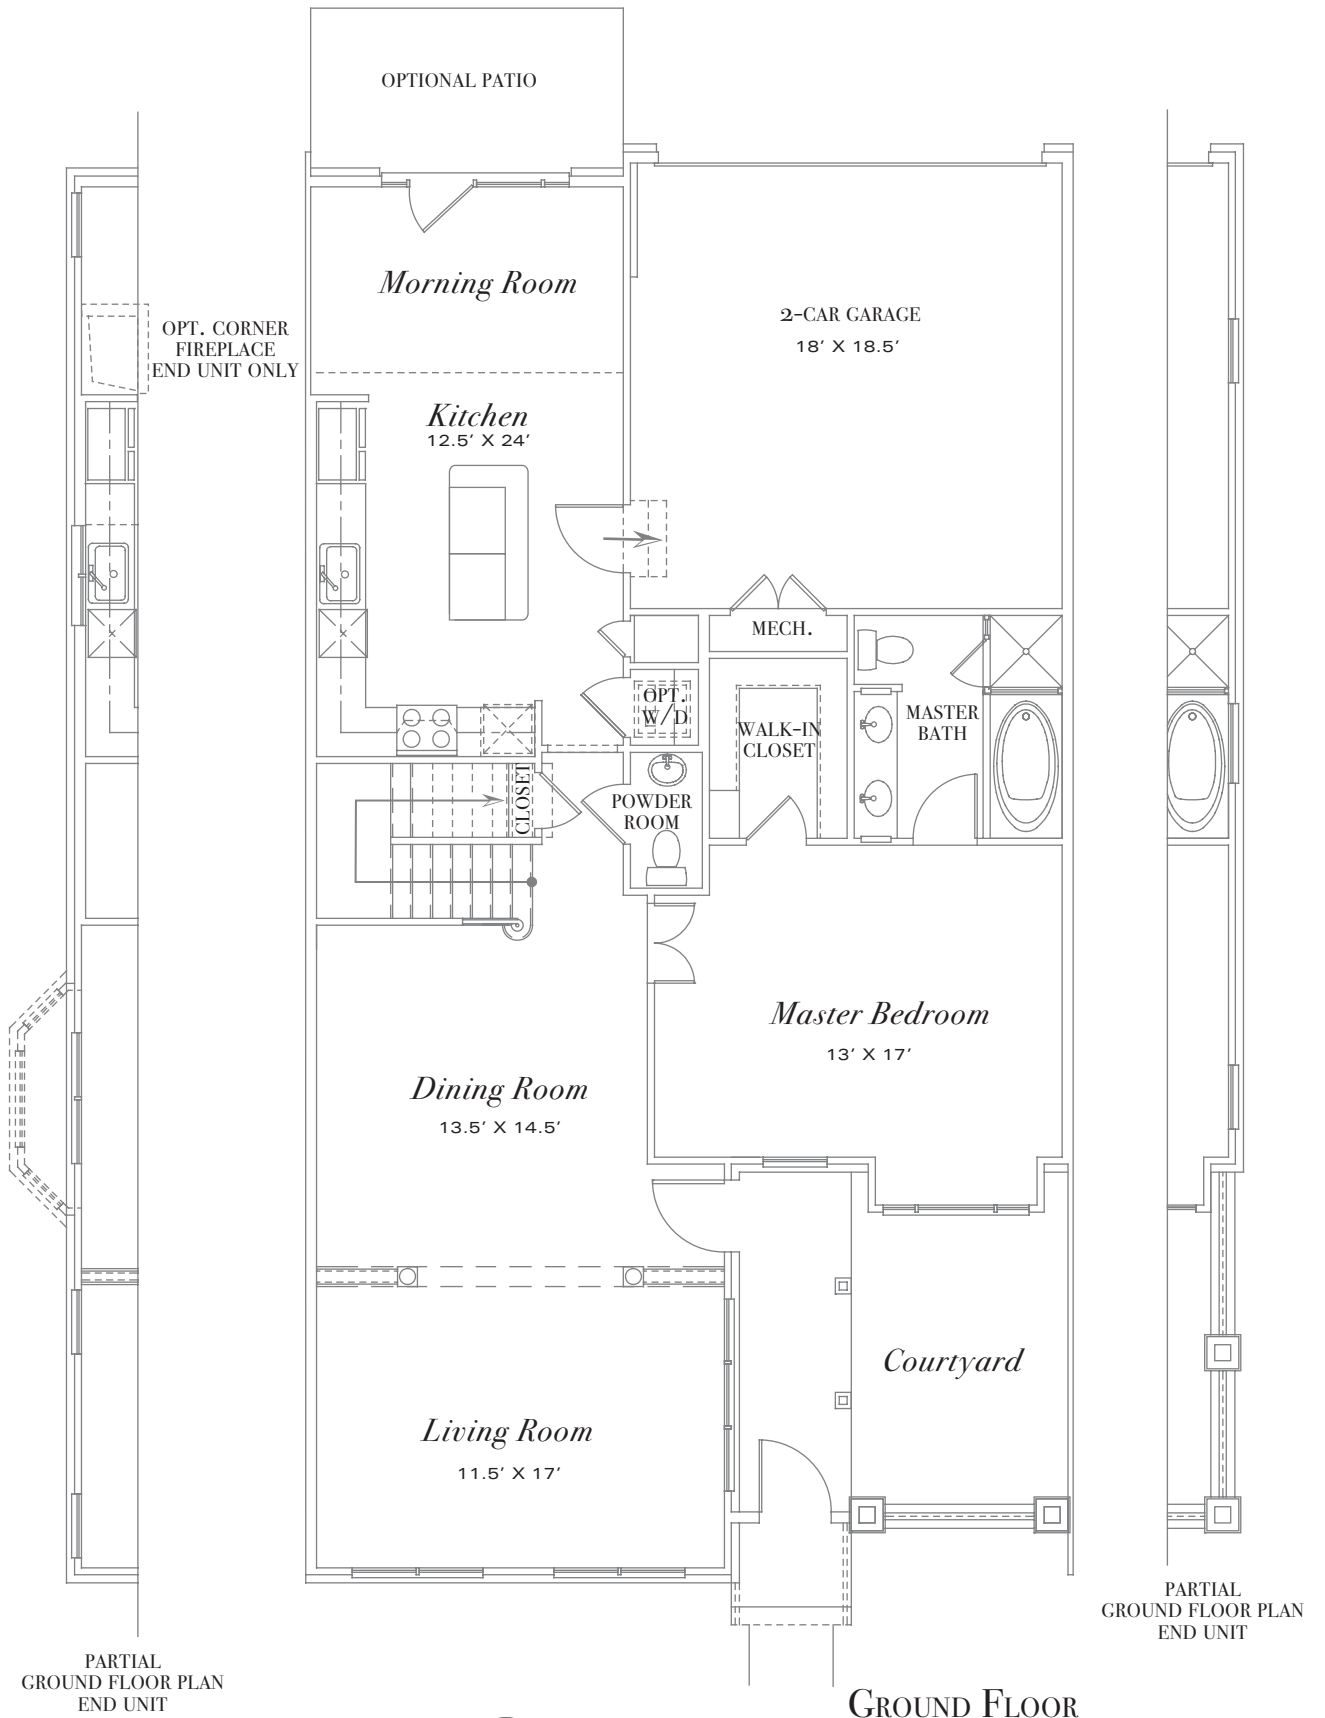 OPTIONAL PATIO
Morning Room
2-CAR GARAGE
18' X 18.5'
OPT. CORNER
FIREPLACE
END UNIT ONLY
Kitchen
12.5' X 24'
MECH.
OPT.
W/D
WALK-IN
CLOSET
MASTER
BATH
CLOSET
POWDER
ROOM
Master Bedroom
13' X 17'
Dining Room
13.5' X 14.5'
Courtyard
Living Room
11.5' X 17'
PARTIAL
GROUND FLOOR PLAN
END UNIT
PARTIAL
GROUND FLOOR PLAN
END UNIT
GROUND FLOOR